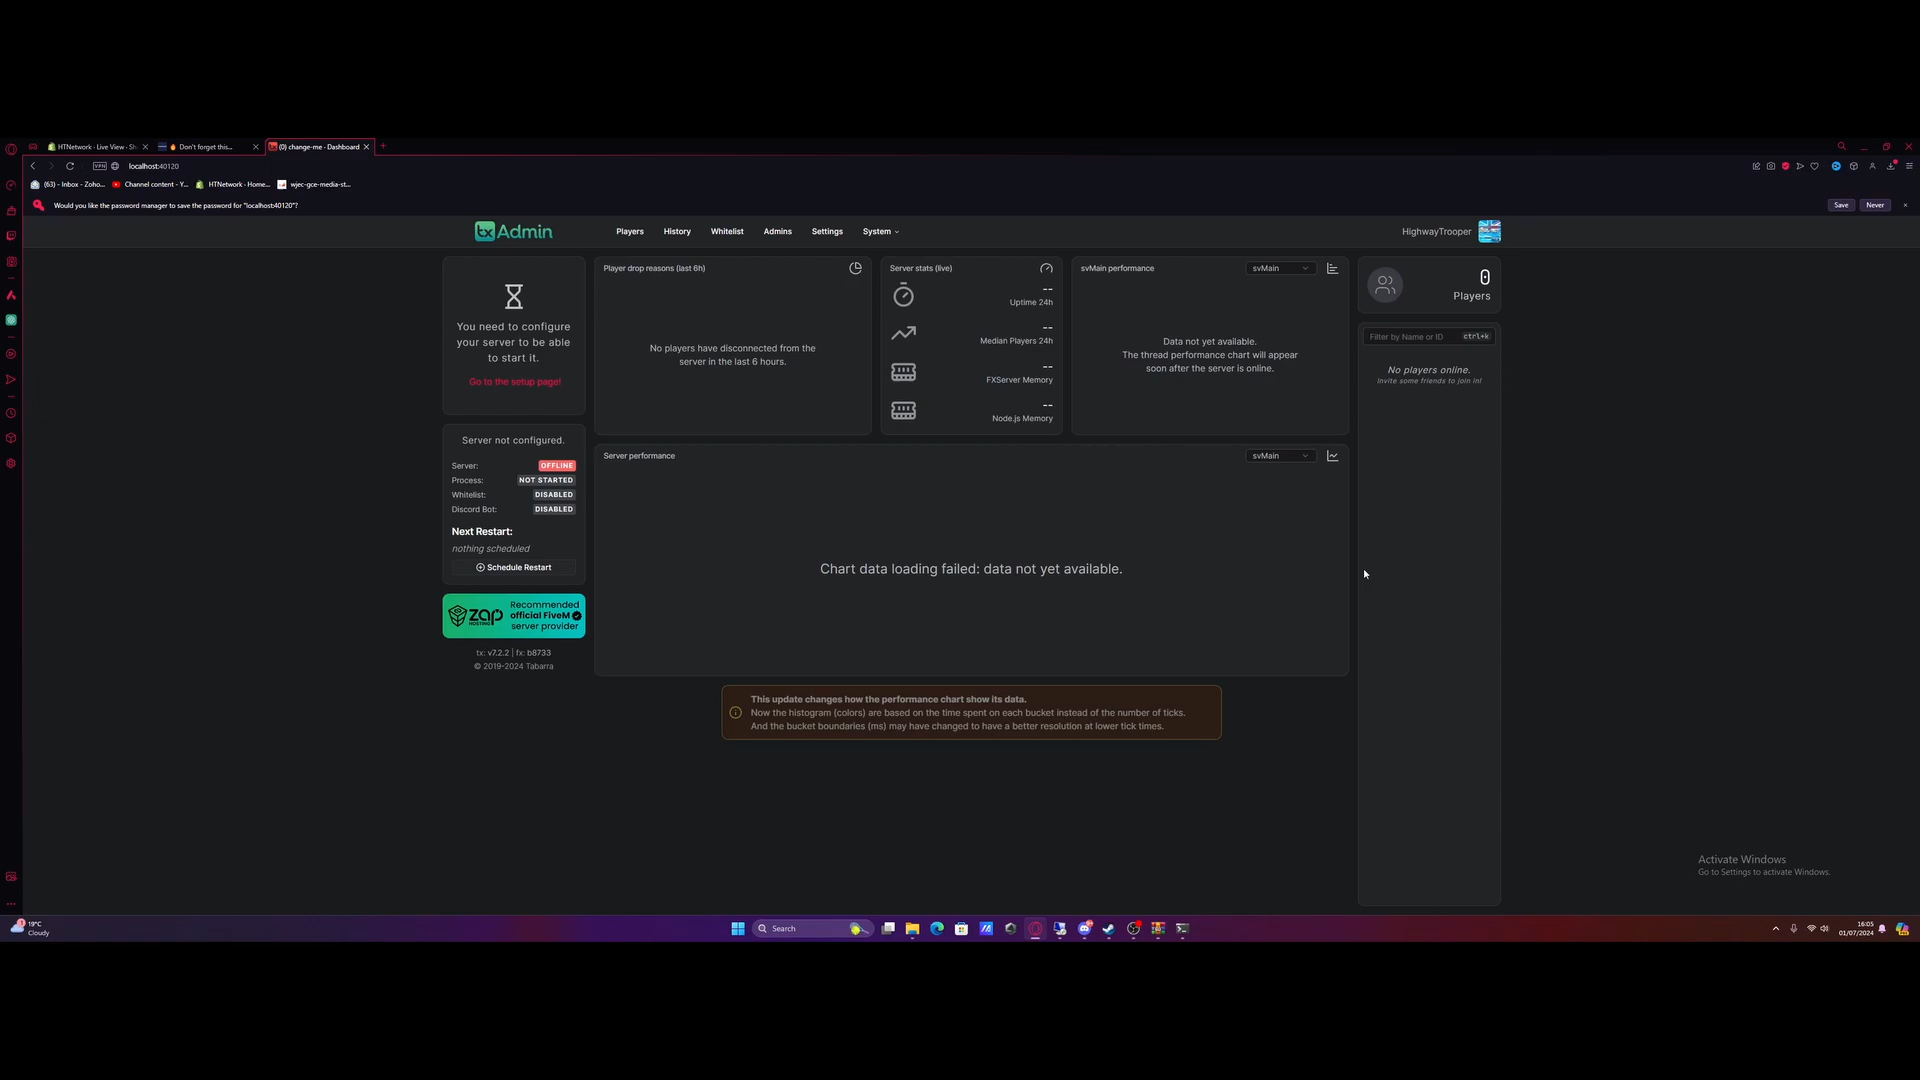 HTNetwork · Live View · Sh
Don't forget this...
(0) change-me - Dashboard
VPN
localhost:40120
(63) - Inbox - Zoho...
Channel content - Y...
HTNetwork · Home...
wjec-gce-media-st...
Would you like the password manager to save the password for "localhost:40120"?
Save
Never
tx Admin
Players
History
Whitelist
Admins
Settings
System
HighwayTrooper
You need to configure
your server to be able
to start it.
Go to the setup page!
Player drop reasons (last 6h)
No players have disconnected from the
server in the last 6 hours.
Server stats (live)
--
Uptime 24h
--
Median Players 24h
--
FXServer Memory
--
Node.js Memory
svMain performance
svMain
Data not yet available.
The thread performance chart will appear
soon after the server is online.
0
Players
Filter by Name or ID
ctrl+k
No players online.
Invite some friends to join in!
Server not configured.
Server:
OFFLINE
Process:
NOT STARTED
Whitelist:
DISABLED
Discord Bot:
DISABLED
Next Restart:
nothing scheduled
Schedule Restart
Server performance
svMain
Chart data loading failed: data not yet available.
ZAP
HOSTING
Recommended
official FiveM
server provider
tx: v7.2.2 | fx: b8733
© 2019-2024 Tabarra
This update changes how the performance chart show its data.
Now the histogram (colors) are based on the time spent on each bucket instead of the number of ticks.
And the bucket boundaries (ms) may have changed to have a better resolution at lower tick times.
Activate Windows
Go to Settings to activate Windows.
19°C
Cloudy
Search
16:05
01/07/2024